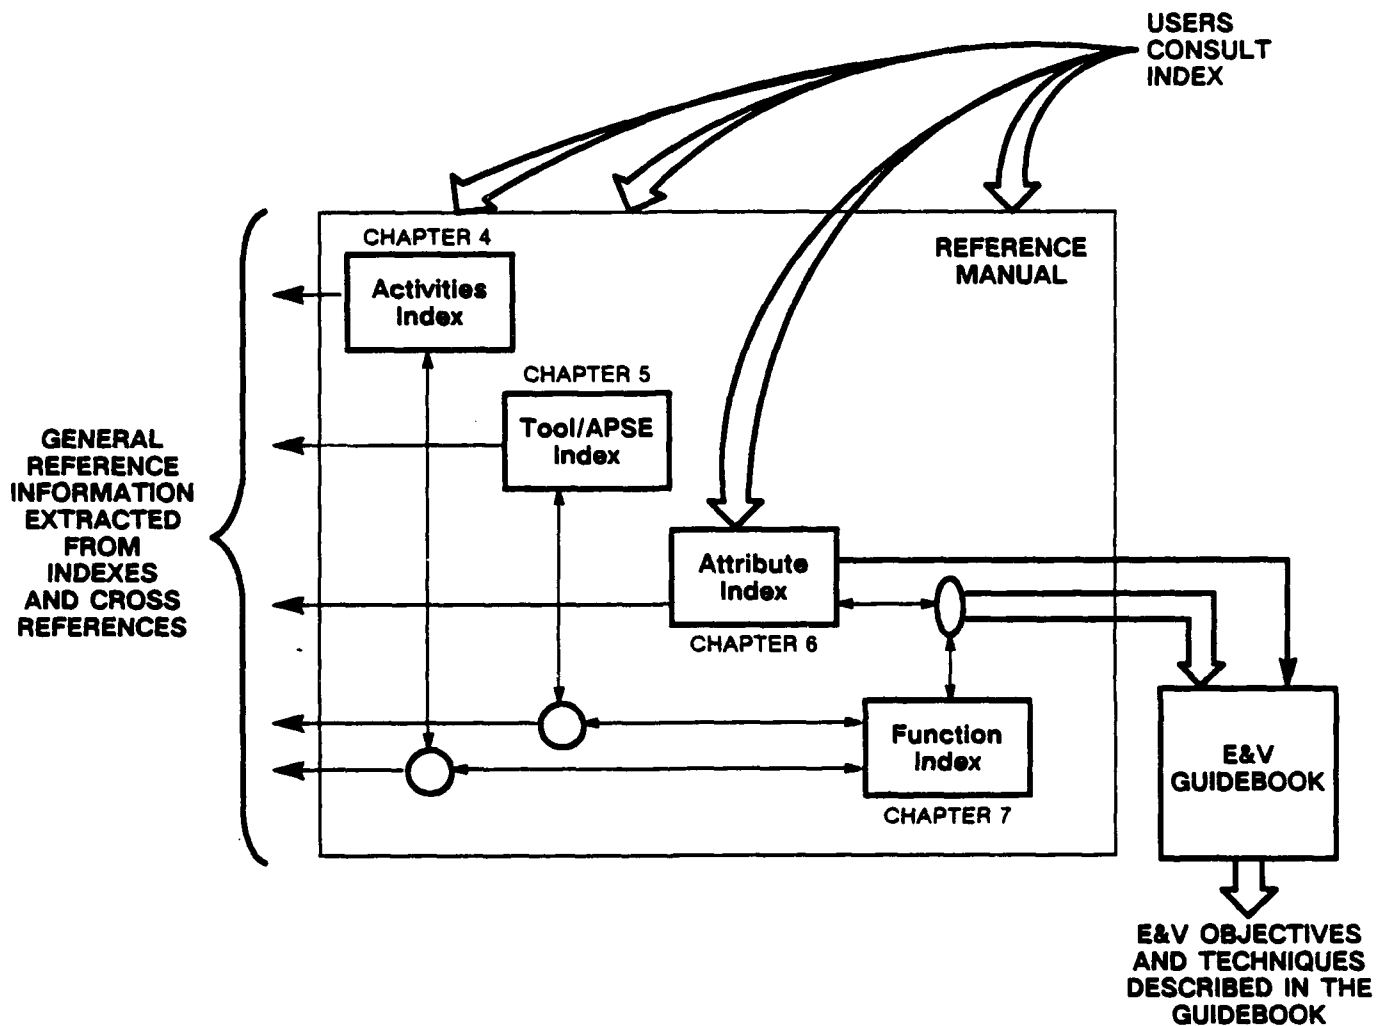 USERS
CONSULT
INDEX
CHAPTER 4
Activities
Index
REFERENCE
MANUAL
CHAPTER 5
Tool/APSE
Index
GENERAL
REFERENCE
INFORMATION
EXTRACTED
FROM
INDEXES
AND CROSS
REFERENCES
Attribute
Index
CHAPTER 6
Function
Index
CHAPTER 7
E&V
GUIDEBOOK
E&V OBJECTIVES
AND TECHNIQUES
DESCRIBED IN THE
GUIDEBOOK